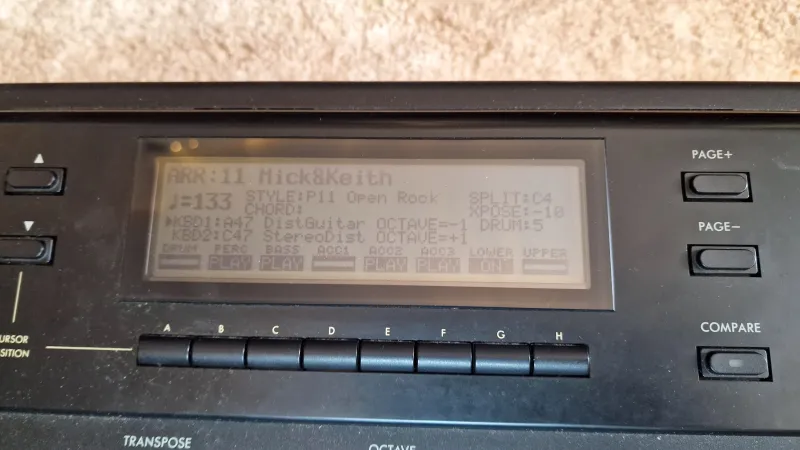 ARR:11 Mick&Keith
♩=133 STYLE:P11 Open Rock SPLIT:C4
CHORD: XPOSE:-10
▶KBD1:A47 DistGuitar OCTAVE=-1 DRUM:5
KBD2:C47 StereoDist OCTAVE=+1
DRUM PERC BASS ACC1 ACC2 ACC3 LOWER UPPER
PLAY PLAY PLAY PLAY ON
A B C D E F G H
PAGE+
PAGE-
COMPARE
URSOR
SITION
TRANSPOSE
OCTAVE